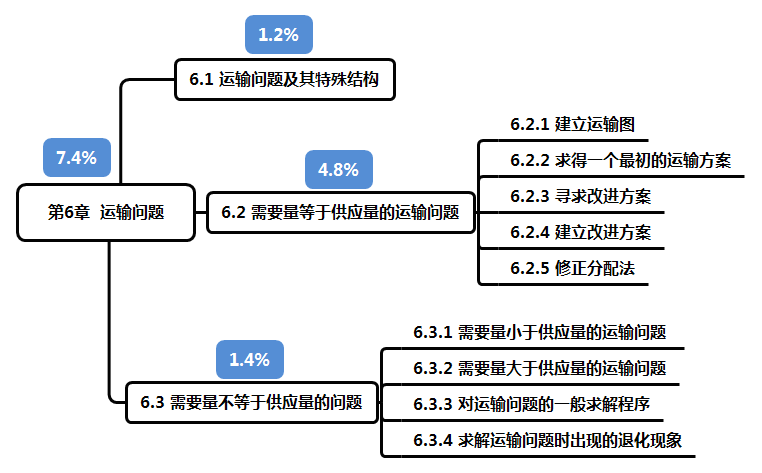 1.2%
6.1 运输问题及其特殊结构
7.4%
第6章 运输问题
4.8%
6.2 需要量等于供应量的运输问题
6.2.1 建立运输图
6.2.2 求得一个最初的运输方案
6.2.3 寻求改进方案
6.2.4 建立改进方案
6.2.5 修正分配法
1.4%
6.3 需要量不等于供应量的问题
6.3.1 需要量小于供应量的运输问题
6.3.2 需要量大于供应量的运输问题
6.3.3 对运输问题的一般求解程序
6.3.4 求解运输问题时出现的退化现象